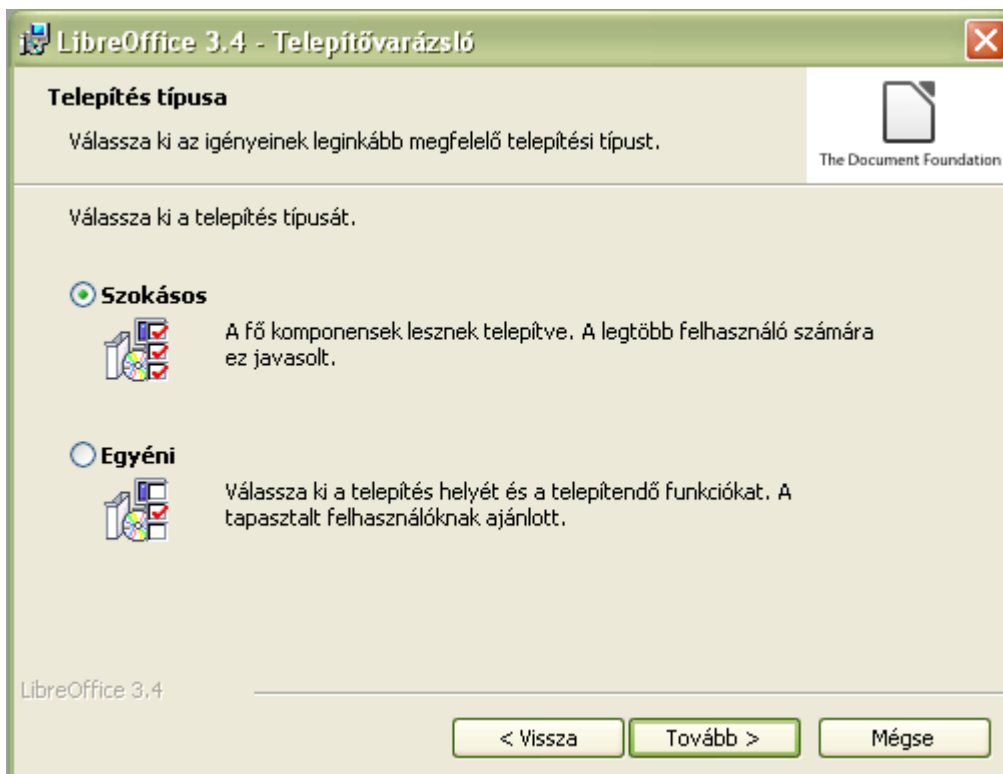 LibreOffice 3.4 - Telepítővarázsló
Telepítés típusa
Válassza ki az igényeinek leginkább megfelelő telepítési típust.
The Document Foundation
Válassza ki a telepítés típusát.
Szokásos
A fő komponensek lesznek telepítve. A legtöbb felhasználó számára
ez javasolt.
Egyéni
Válassza ki a telepítés helyét és a telepítendő funkciókat. A
tapasztalt felhasználóknak ajánlott.
LibreOffice 3.4
< Vissza
Tovább >
Mégse